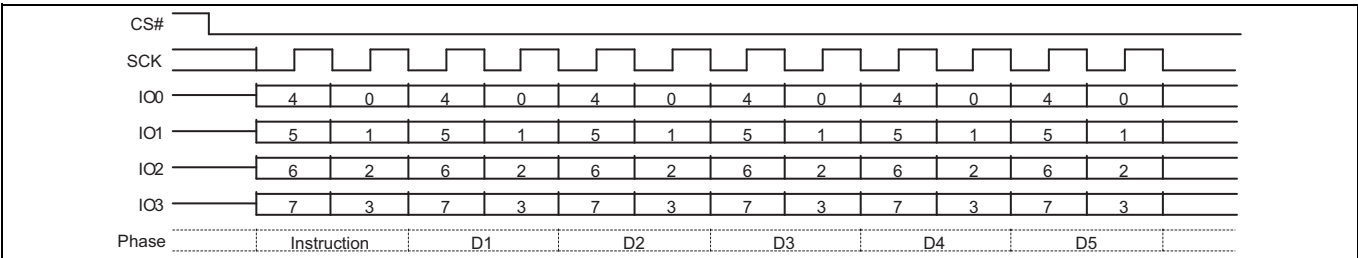 CS#
SCK
IO0 4 0 4 0 4 0 4 0 4 0 4 0
IO1 5 1 5 1 5 1 5 1 5 1 5 1
IO2 6 2 6 2 6 2 6 2 6 2 6 2
IO3 7 3 7 3 7 3 7 3 7 3 7 3
Phase Instruction D1 D2 D3 D4 D5